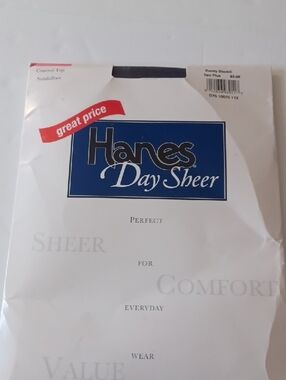 Control Top
Sandalfoot
great price
Hanes
Day Sheer
PERFECT
SHEER
FOR
COMFORT
EVERYDAY
WEAR
VALUE